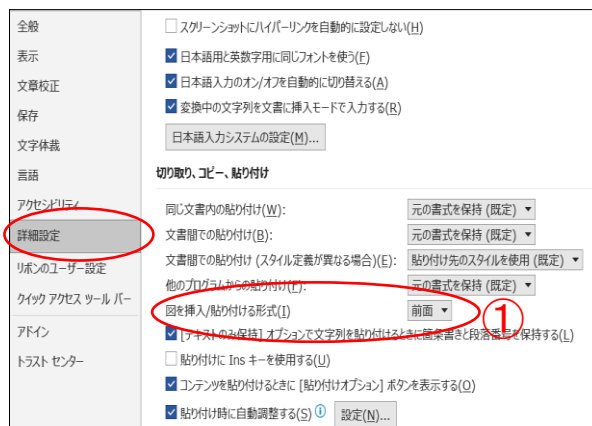 全般
表示
文章校正
保存
文字体裁
言語
アクセシビリティ
詳細設定
リボンのユーザー設定
クイック アクセス ツール バー
アドイン
トラスト センター
スクリーンショットにハイパーリンクを自動的に設定しない(H)
日本語用と英数字用に同じフォントを使う(F)
日本語入力のオン/オフを自動的に切り替える(A)
変換中の文字列を文書に挿入モードで入力する(R)
日本語入力システムの設定(M)...
切り取り、コピー、貼り付け
同じ文書内の貼り付け(W): 元の書式を保持 (既定)
文書間での貼り付け(B): 元の書式を保持 (既定)
文書間での貼り付け (スタイル定義が異なる場合)(E): 貼り付け先のスタイルを使用 (既定)
他のプログラムからの貼り付け(F): 元の書式を保持 (既定)
図を挿入/貼り付ける形式(I) 前面 ①
[テキストのみ保持] オプションで文字列を貼り付けるときに箇条書きと段落番号を保持する(L)
貼り付けに Ins キーを使用する(U)
コンテンツを貼り付けるときに [貼り付けオプション] ボタンを表示する(O)
貼り付け時に自動調整する(S) 設定(N)...